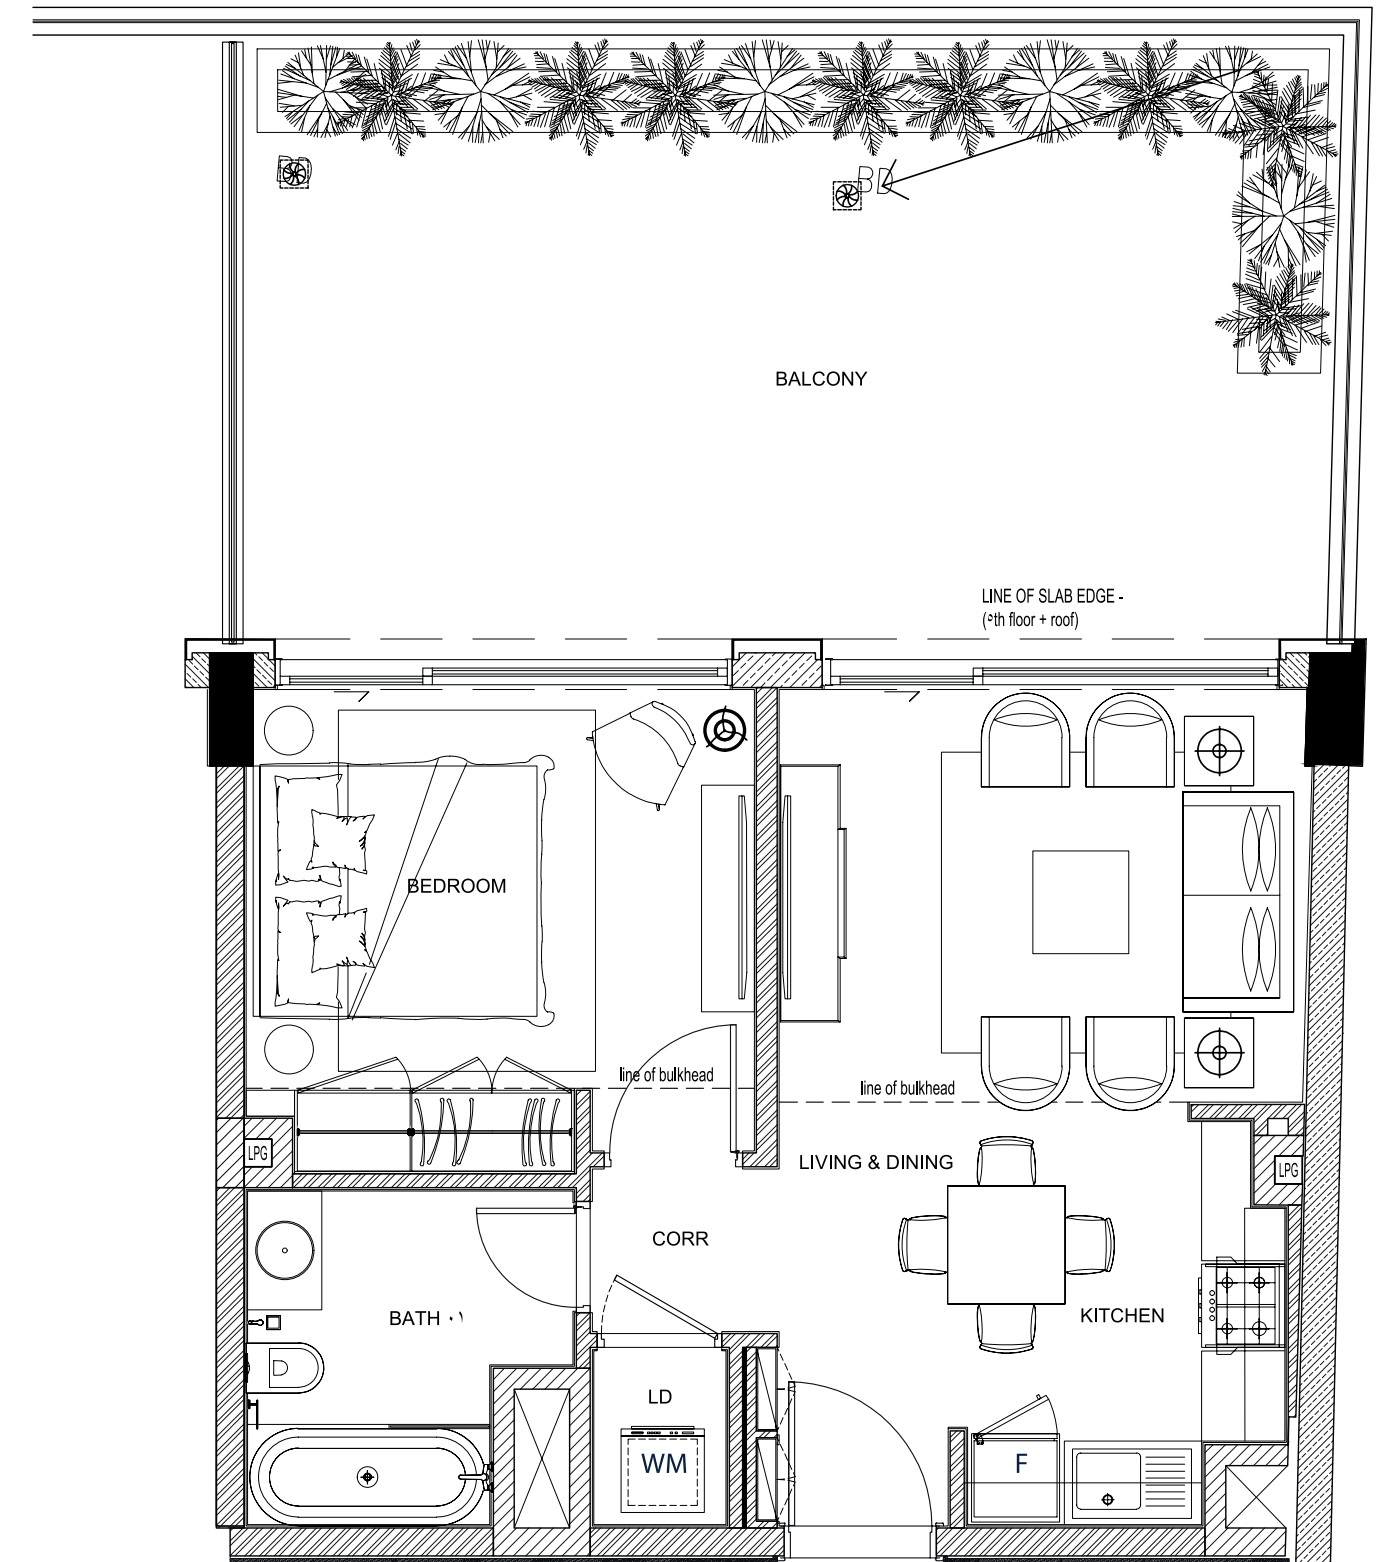 BD
BD
BALCONY
LINE OF SLAB EDGE -
(°th floor + roof)
BEDROOM
line of bulkhead
line of bulkhead
LPG
LIVING & DINING
LPG
CORR
BATH ٠١
KITCHEN
LD
WM
F